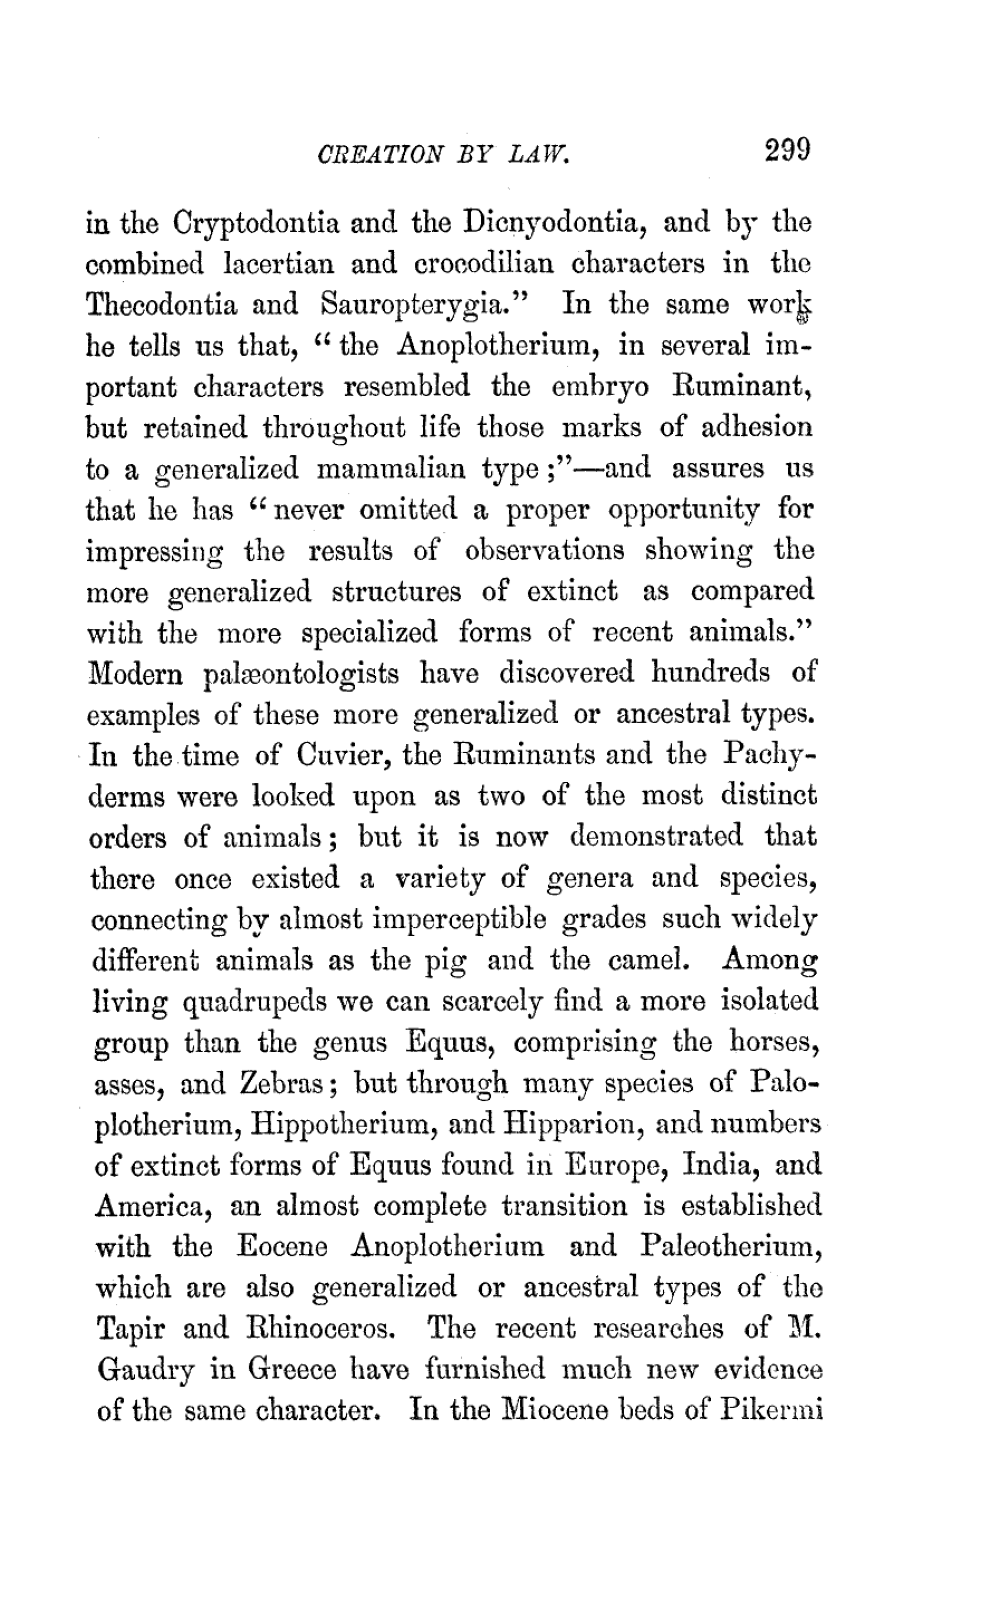 CREATION BY LAW. 299
in the Cryptodontia and the Dicnyodontia, and by the
combined lacertian and crocodilian characters in the
Thecodontia and Sauropterygia.” In the same work
he tells us that, “ the Anoplotherium, in several im-
portant characters resembled the embryo Ruminant,
but retained throughout life those marks of adhesion
to a generalized mammalian type ;”—and assures us
that he has “ never omitted a proper opportunity for
impressing the results of observations showing the
more generalized structures of extinct as compared
with the more specialized forms of recent animals.”
Modern palæontologists have discovered hundreds of
examples of these more generalized or ancestral types.
In the time of Cuvier, the Ruminants and the Pachy-
derms were looked upon as two of the most distinct
orders of animals ; but it is now demonstrated that
there once existed a variety of genera and species,
connecting by almost imperceptible grades such widely
different animals as the pig and the camel. Among
living quadrupeds we can scarcely find a more isolated
group than the genus Equus, comprising the horses,
asses, and Zebras ; but through many species of Palo-
plotherium, Hippotherium, and Hipparion, and numbers
of extinct forms of Equus found in Europe, India, and
America, an almost complete transition is established
with the Eocene Anoplotherium and Paleotherium,
which are also generalized or ancestral types of the
Tapir and Rhinoceros. The recent researches of M.
Gaudry in Greece have furnished much new evidence
of the same character. In the Miocene beds of Pikermi